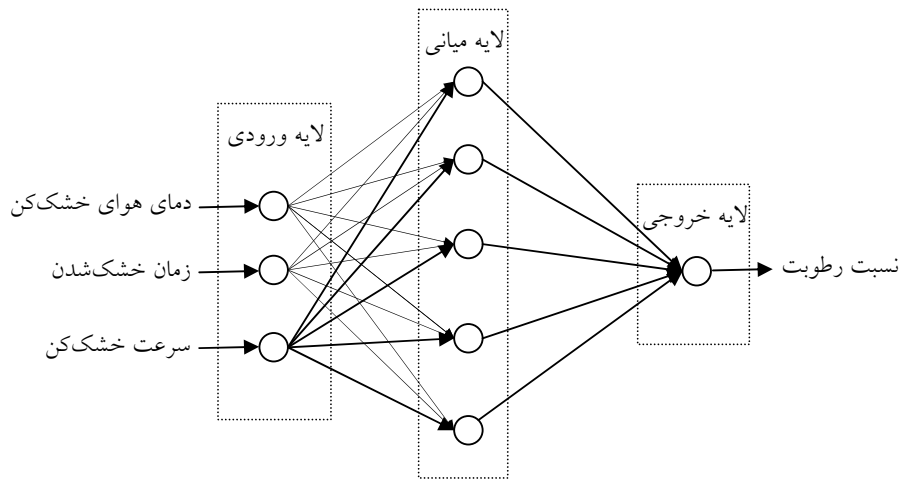 لایه میانی
لایه ورودی
دمای هوای خشک‌کن
زمان خشک‌شدن
سرعت خشک‌کن
لایه خروجی
نسبت رطوبت